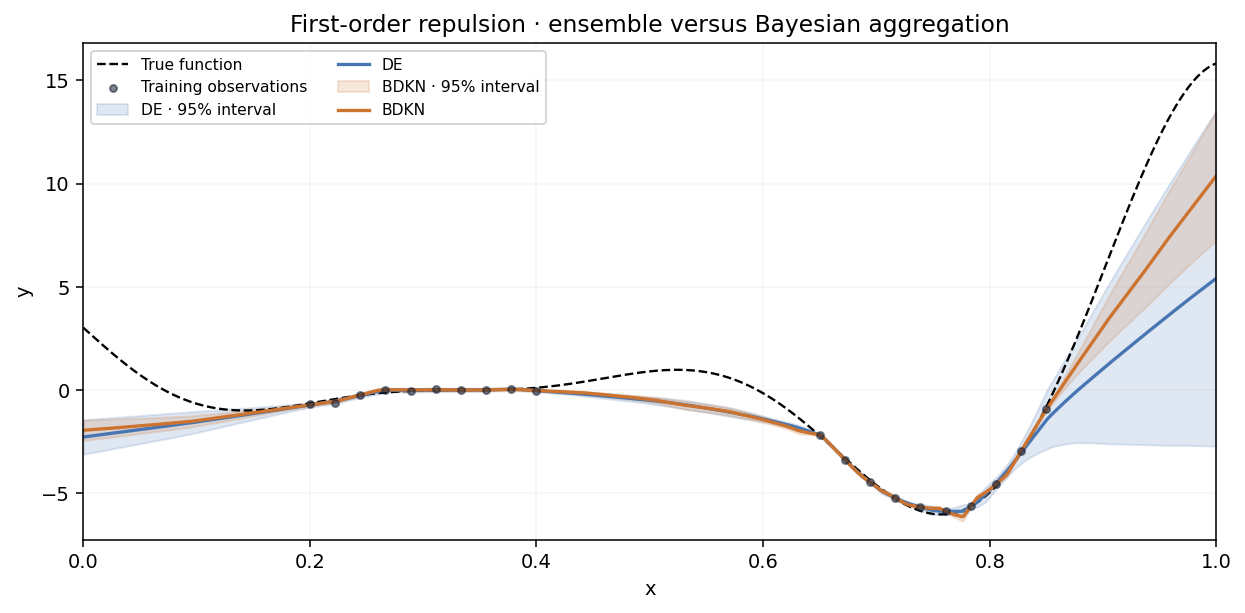 First-order repulsion · ensemble versus Bayesian aggregation
True function
Training observations
DE · 95% interval
DE
BDKN · 95% interval
BDKN
y
15
10
5
0
−5
0.0
0.2
0.4
0.6
0.8
1.0
x